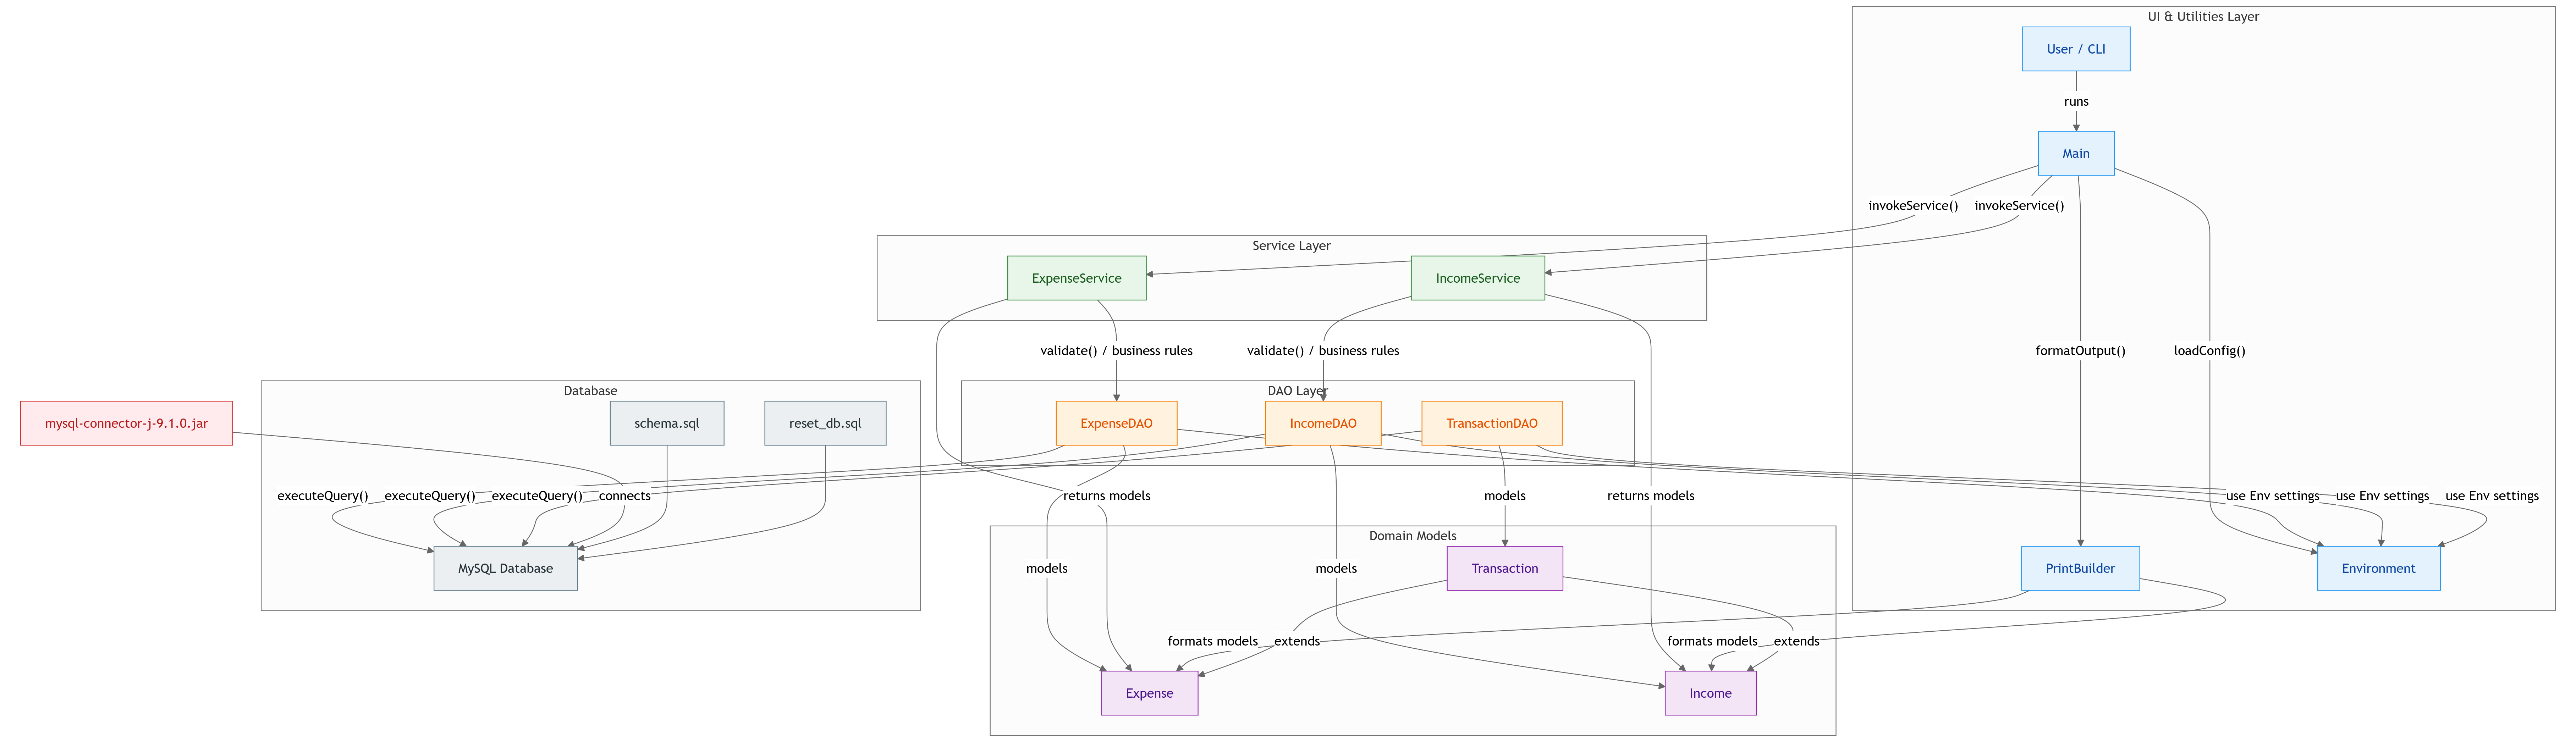 UI & Utilities Layer
User / CLI
runs
Main
invokeService()
invokeService()
Service Layer
ExpenseService
IncomeService
validate() / business rules
validate() / business rules
formatOutput()
loadConfig()
Database
DAO Layer
mysql-connector-j-9.1.0.jar
schema.sql
reset_db.sql
ExpenseDAO
IncomeDAO
TransactionDAO
executeQuery()
executeQuery()
executeQuery()
connects
returns models
models
returns models
use Env settings
use Env settings
use Env settings
Domain Models
MySQL Database
models
models
Transaction
PrintBuilder
Environment
formats models
extends
formats models
extends
Expense
Income